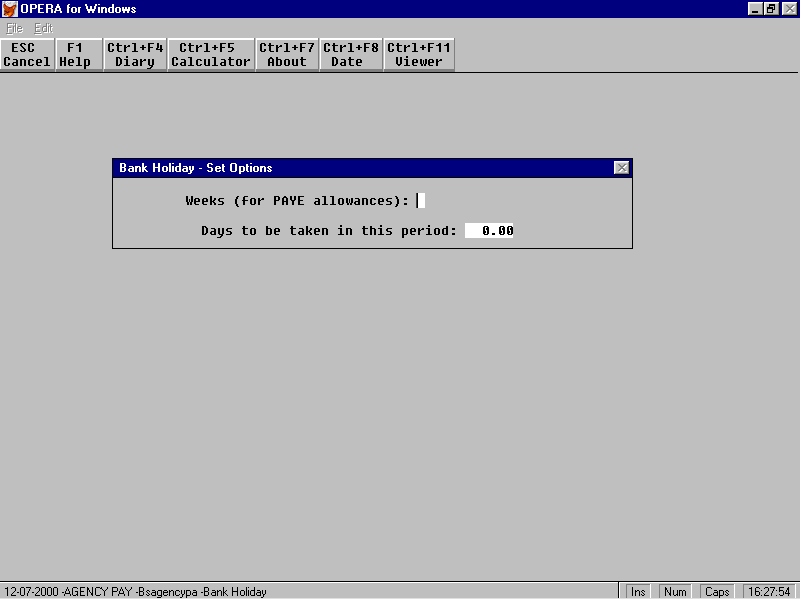 OPERA for Windows
File Edit
ESC F1 Ctrl+F4 Ctrl+F5 Ctrl+F7 Ctrl+F8 Ctrl+F11
Cancel Help Diary Calculator About Date Viewer
Bank Holiday - Set Options
Weeks (for PAYE allowances):
Days to be taken in this period: 0.00
12-07-2000 -AGENCY PAY -Bsagencypa -Bank Holiday Ins Num Caps 16:27:54